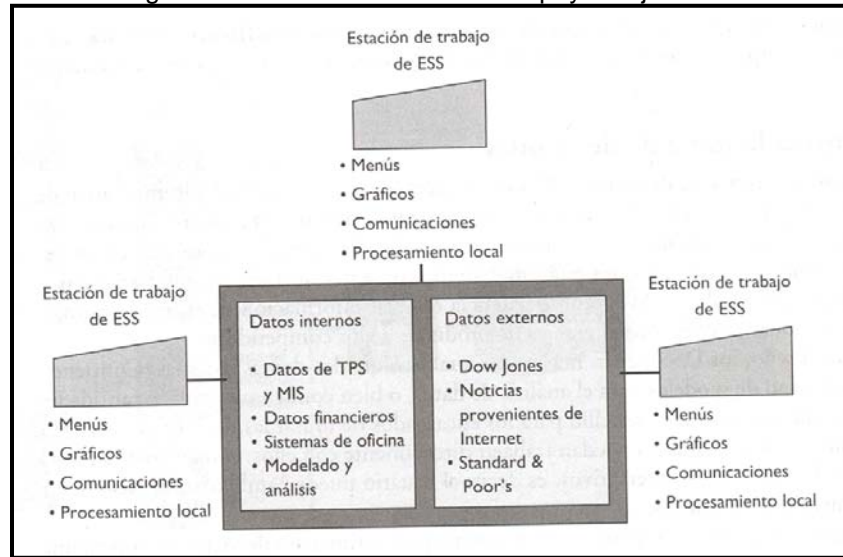 Estación de trabajo
de ESS
• Menús
• Gráficos
• Comunicaciones
• Procesamiento local
Estación de trabajo
de ESS
• Menús
• Gráficos
• Comunicaciones
• Procesamiento local
Datos internos
• Datos de TPS
y MIS
• Datos financieros
• Sistemas de oficina
• Modelado y
análisis
Datos externos
• Dow Jones
• Noticias
provenientes de
Internet
• Standard &
Poor's
Estación de trabajo
de ESS
• Menús
• Gráficos
• Comunicaciones
• Procesamiento local